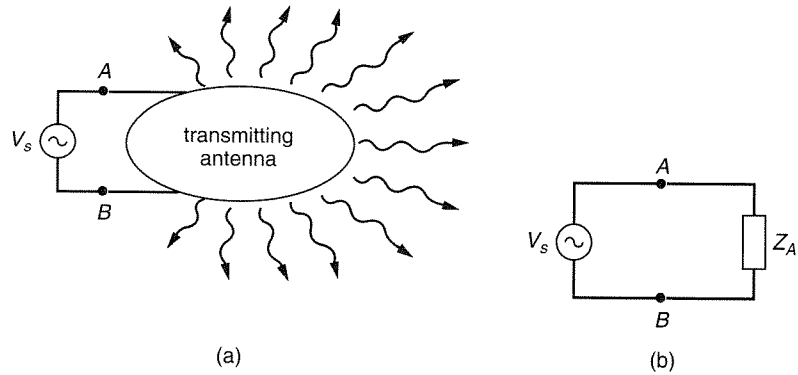 A
V_s
transmitting
antenna
B
A
V_s
Z_A
B
(a)
(b)